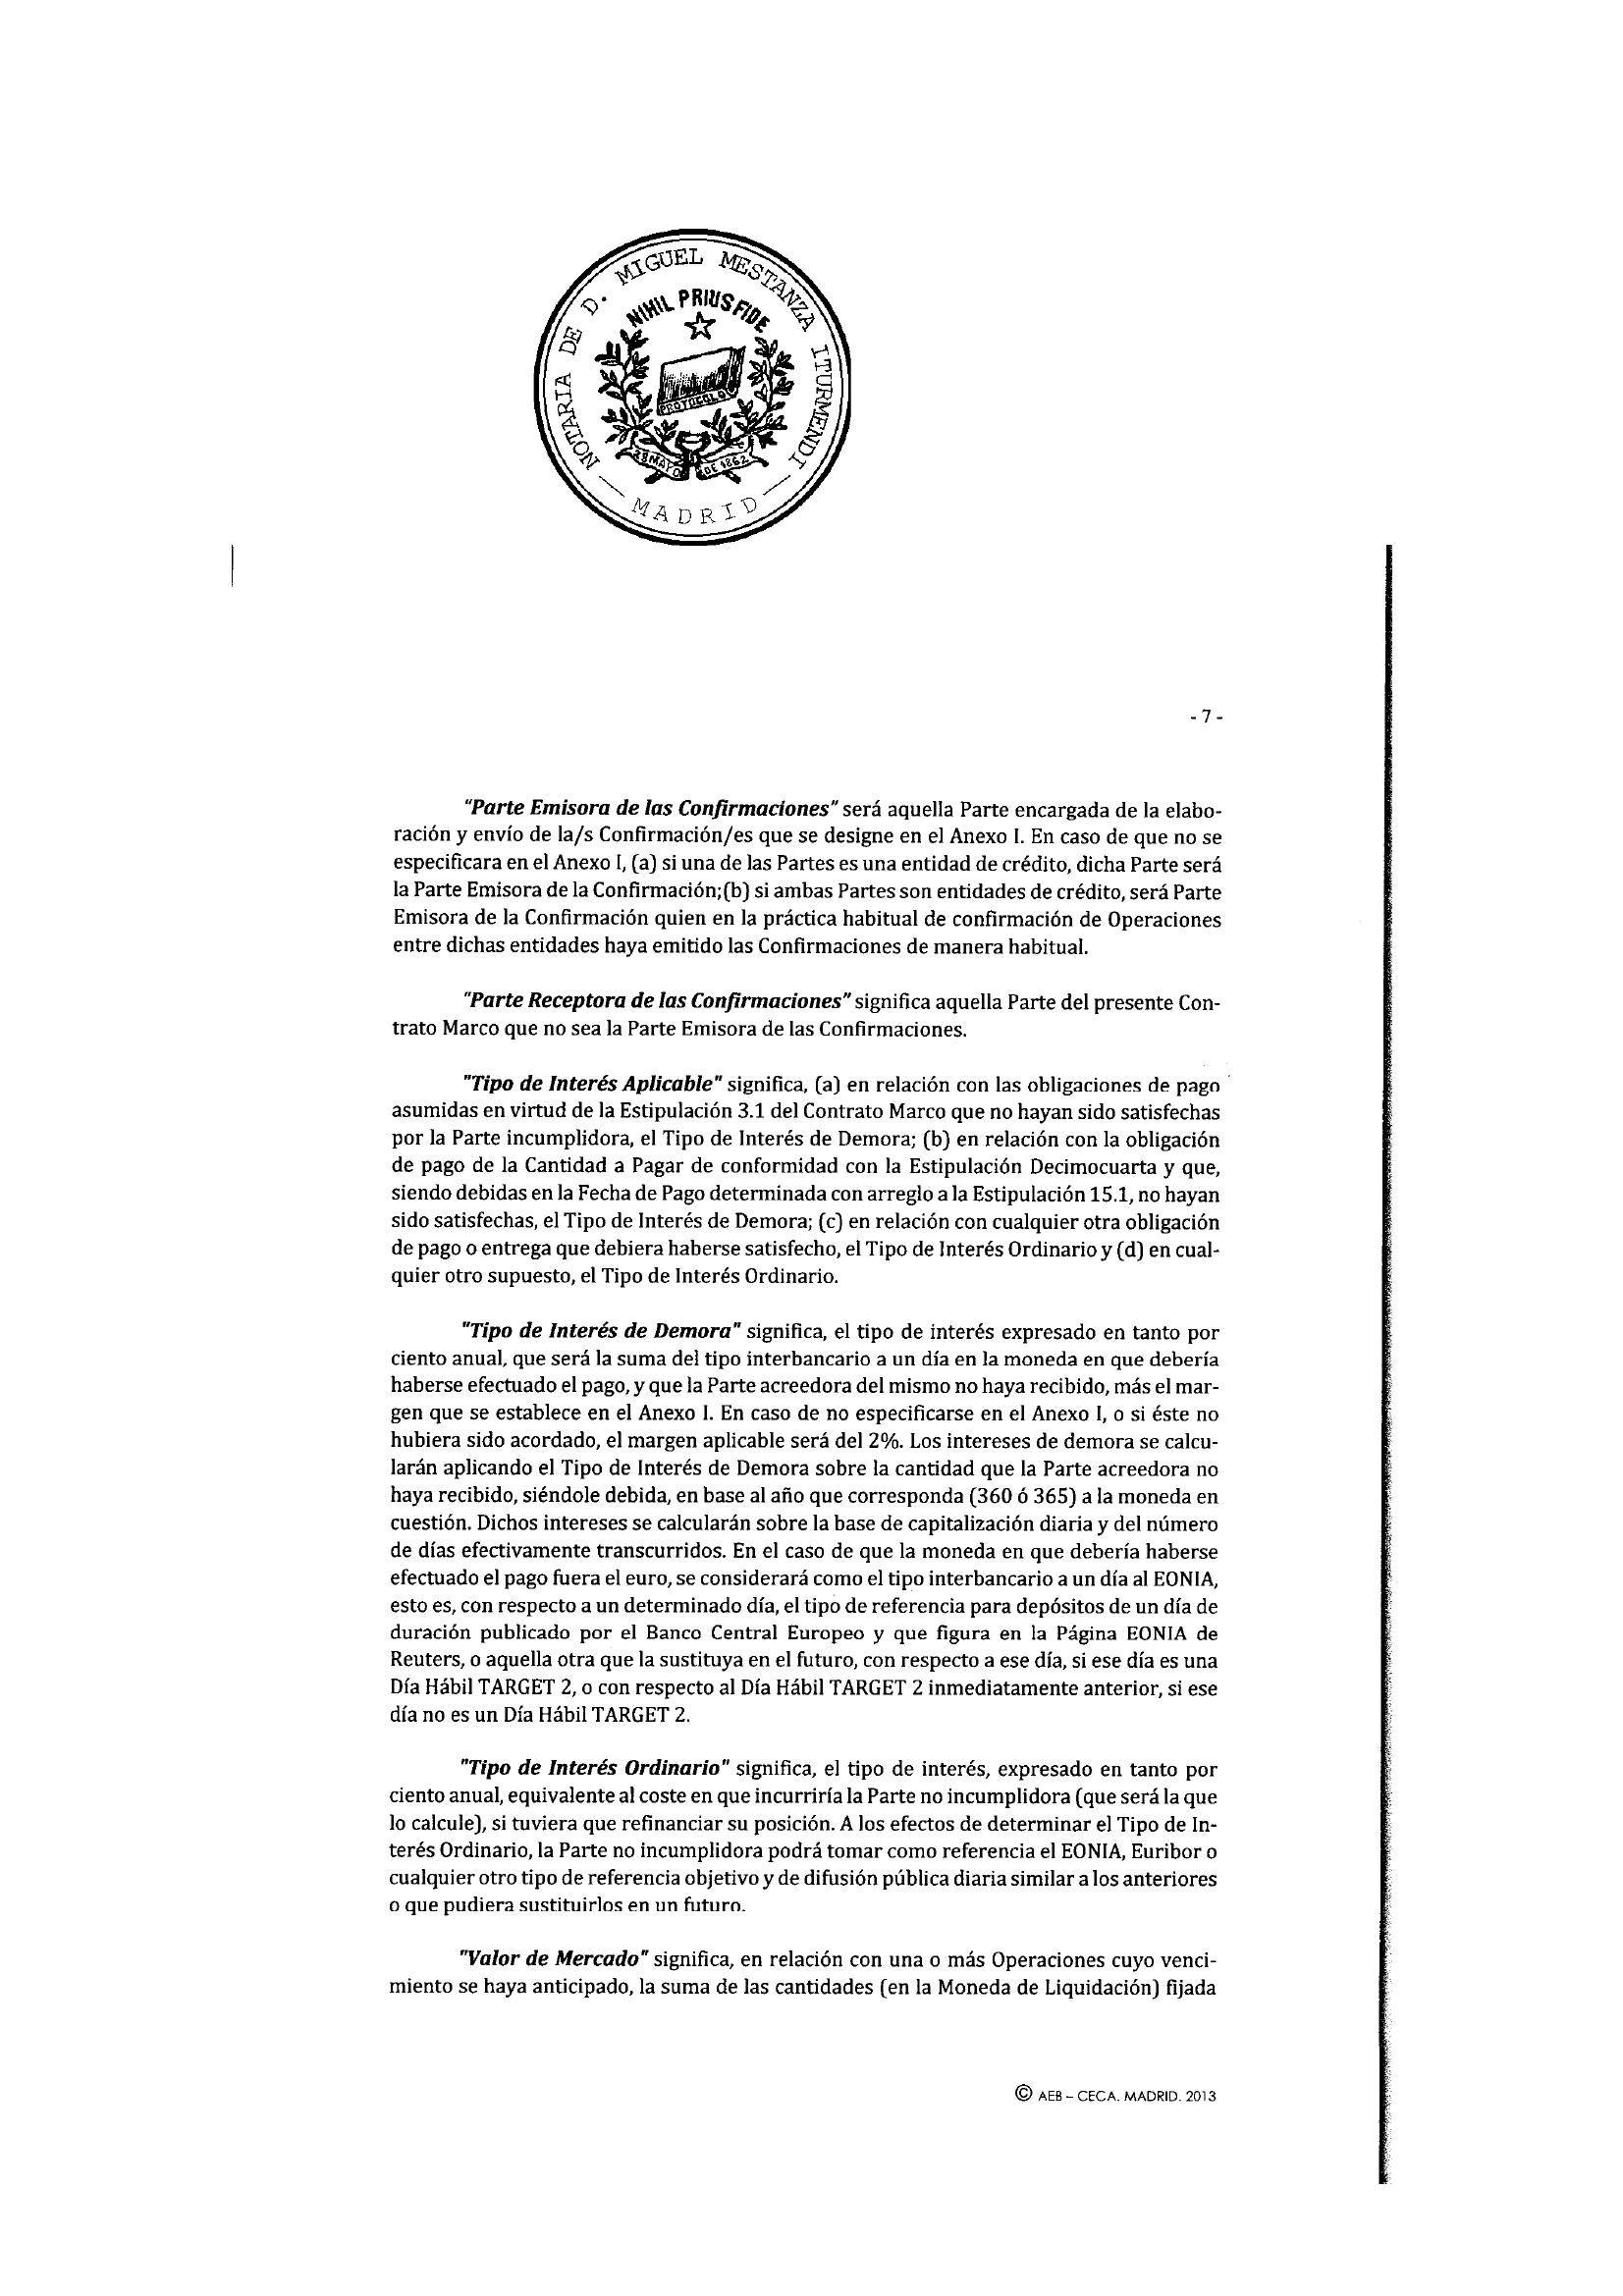 NOTARIA DE D. MIGUEL MESTANZA ITURMENDI
NIHIL PRIUS FIDE
PROTOCOLO
28 MAYO DE 1862
— MADRID —
- 7 -
"Parte Emisora de las Confirmaciones" será aquella Parte encargada de la elabo-
ración y envío de la/s Confirmación/es que se designe en el Anexo I. En caso de que no se
especificara en el Anexo I, (a) si una de las Partes es una entidad de crédito, dicha Parte será
la Parte Emisora de la Confirmación;(b) si ambas Partes son entidades de crédito, será Parte
Emisora de la Confirmación quien en la práctica habitual de confirmación de Operaciones
entre dichas entidades haya emitido las Confirmaciones de manera habitual.
"Parte Receptora de las Confirmaciones" significa aquella Parte del presente Con-
trato Marco que no sea la Parte Emisora de las Confirmaciones.
"Tipo de Interés Aplicable" significa, (a) en relación con las obligaciones de pago
asumidas en virtud de la Estipulación 3.1 del Contrato Marco que no hayan sido satisfechas
por la Parte incumplidora, el Tipo de Interés de Demora; (b) en relación con la obligación
de pago de la Cantidad a Pagar de conformidad con la Estipulación Decimocuarta y que,
siendo debidas en la Fecha de Pago determinada con arreglo a la Estipulación 15.1, no hayan
sido satisfechas, el Tipo de Interés de Demora; (c) en relación con cualquier otra obligación
de pago o entrega que debiera haberse satisfecho, el Tipo de Interés Ordinario y (d) en cual-
quier otro supuesto, el Tipo de Interés Ordinario.
"Tipo de Interés de Demora" significa, el tipo de interés expresado en tanto por
ciento anual, que será la suma del tipo interbancario a un día en la moneda en que debería
haberse efectuado el pago, y que la Parte acreedora del mismo no haya recibido, más el mar-
gen que se establece en el Anexo I. En caso de no especificarse en el Anexo I, o si éste no
hubiera sido acordado, el margen aplicable será del 2%. Los intereses de demora se calcu-
larán aplicando el Tipo de Interés de Demora sobre la cantidad que la Parte acreedora no
haya recibido, siéndole debida, en base al año que corresponda (360 ó 365) a la moneda en
cuestión. Dichos intereses se calcularán sobre la base de capitalización diaria y del número
de días efectivamente transcurridos. En el caso de que la moneda en que debería haberse
efectuado el pago fuera el euro, se considerará como el tipo interbancario a un día al EONIA,
esto es, con respecto a un determinado día, el tipo de referencia para depósitos de un día de
duración publicado por el Banco Central Europeo y que figura en la Página EONIA de
Reuters, o aquella otra que la sustituya en el futuro, con respecto a ese día, si ese día es una
Día Hábil TARGET 2, o con respecto al Día Hábil TARGET 2 inmediatamente anterior, si ese
día no es un Día Hábil TARGET 2.
"Tipo de Interés Ordinario" significa, el tipo de interés, expresado en tanto por
ciento anual, equivalente al coste en que incurriría la Parte no incumplidora (que será la que
lo calcule), si tuviera que refinanciar su posición. A los efectos de determinar el Tipo de In-
terés Ordinario, la Parte no incumplidora podrá tomar como referencia el EONIA, Euribor o
cualquier otro tipo de referencia objetivo y de difusión pública diaria similar a los anteriores
o que pudiera sustituirlos en un futuro.
"Valor de Mercado" significa, en relación con una o más Operaciones cuyo venci-
miento se haya anticipado, la suma de las cantidades (en la Moneda de Liquidación) fijada
© AEB – CECA. MADRID. 2013